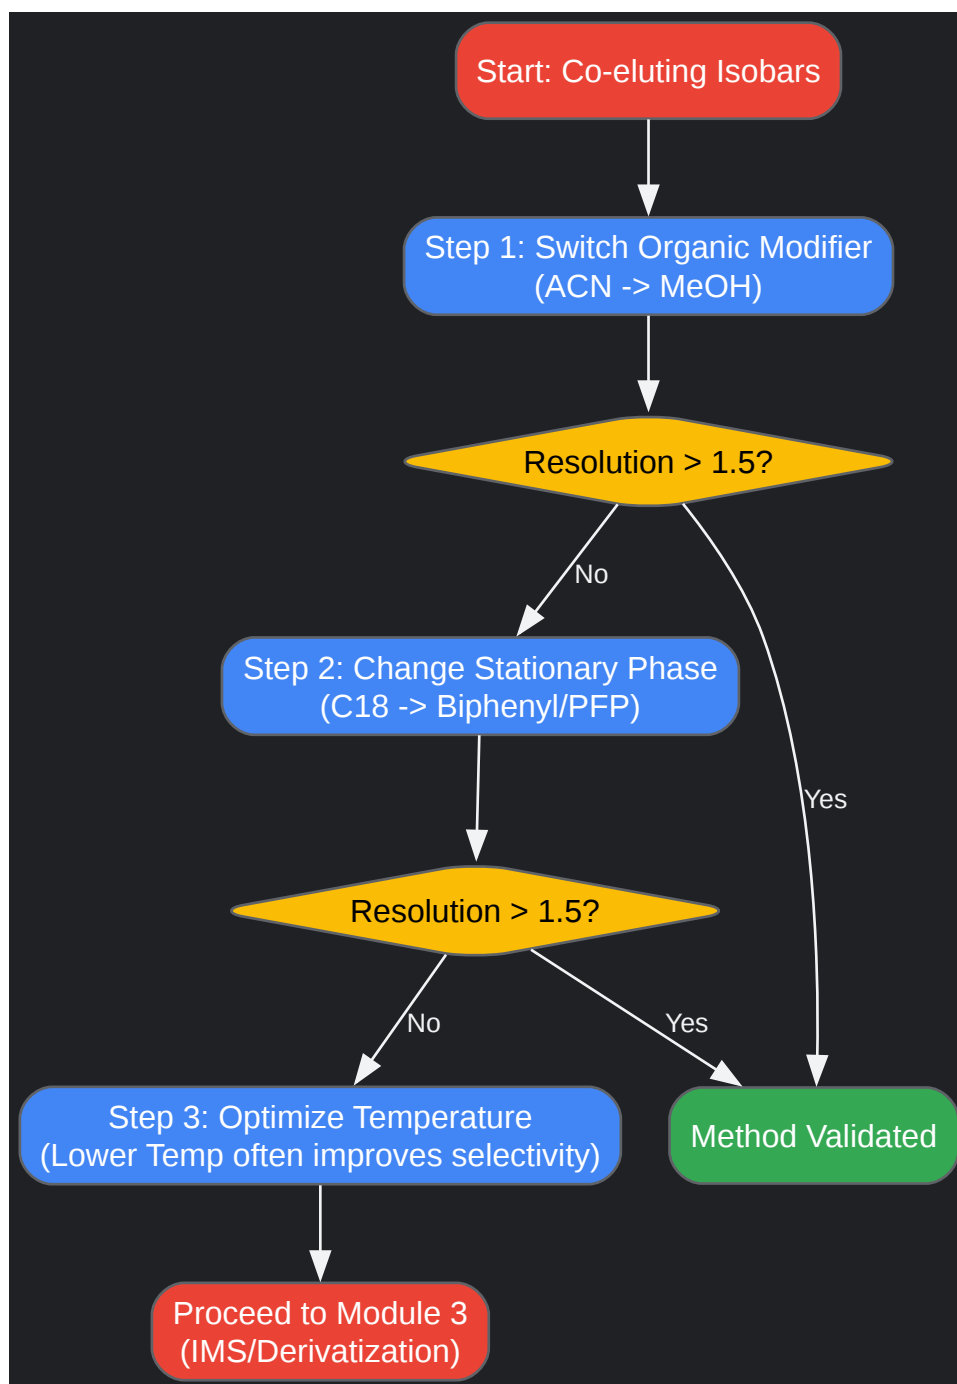 Start: Co-eluting Isobars
Step 1: Switch Organic Modifier
(ACN -> MeOH)
Resolution > 1.5?
No
Step 2: Change Stationary Phase
(C18 -> Biphenyl/PFP)
Yes
Resolution > 1.5?
No
Yes
Step 3: Optimize Temperature
(Lower Temp often improves selectivity)
Method Validated
Proceed to Module 3
(IMS/Derivatization)